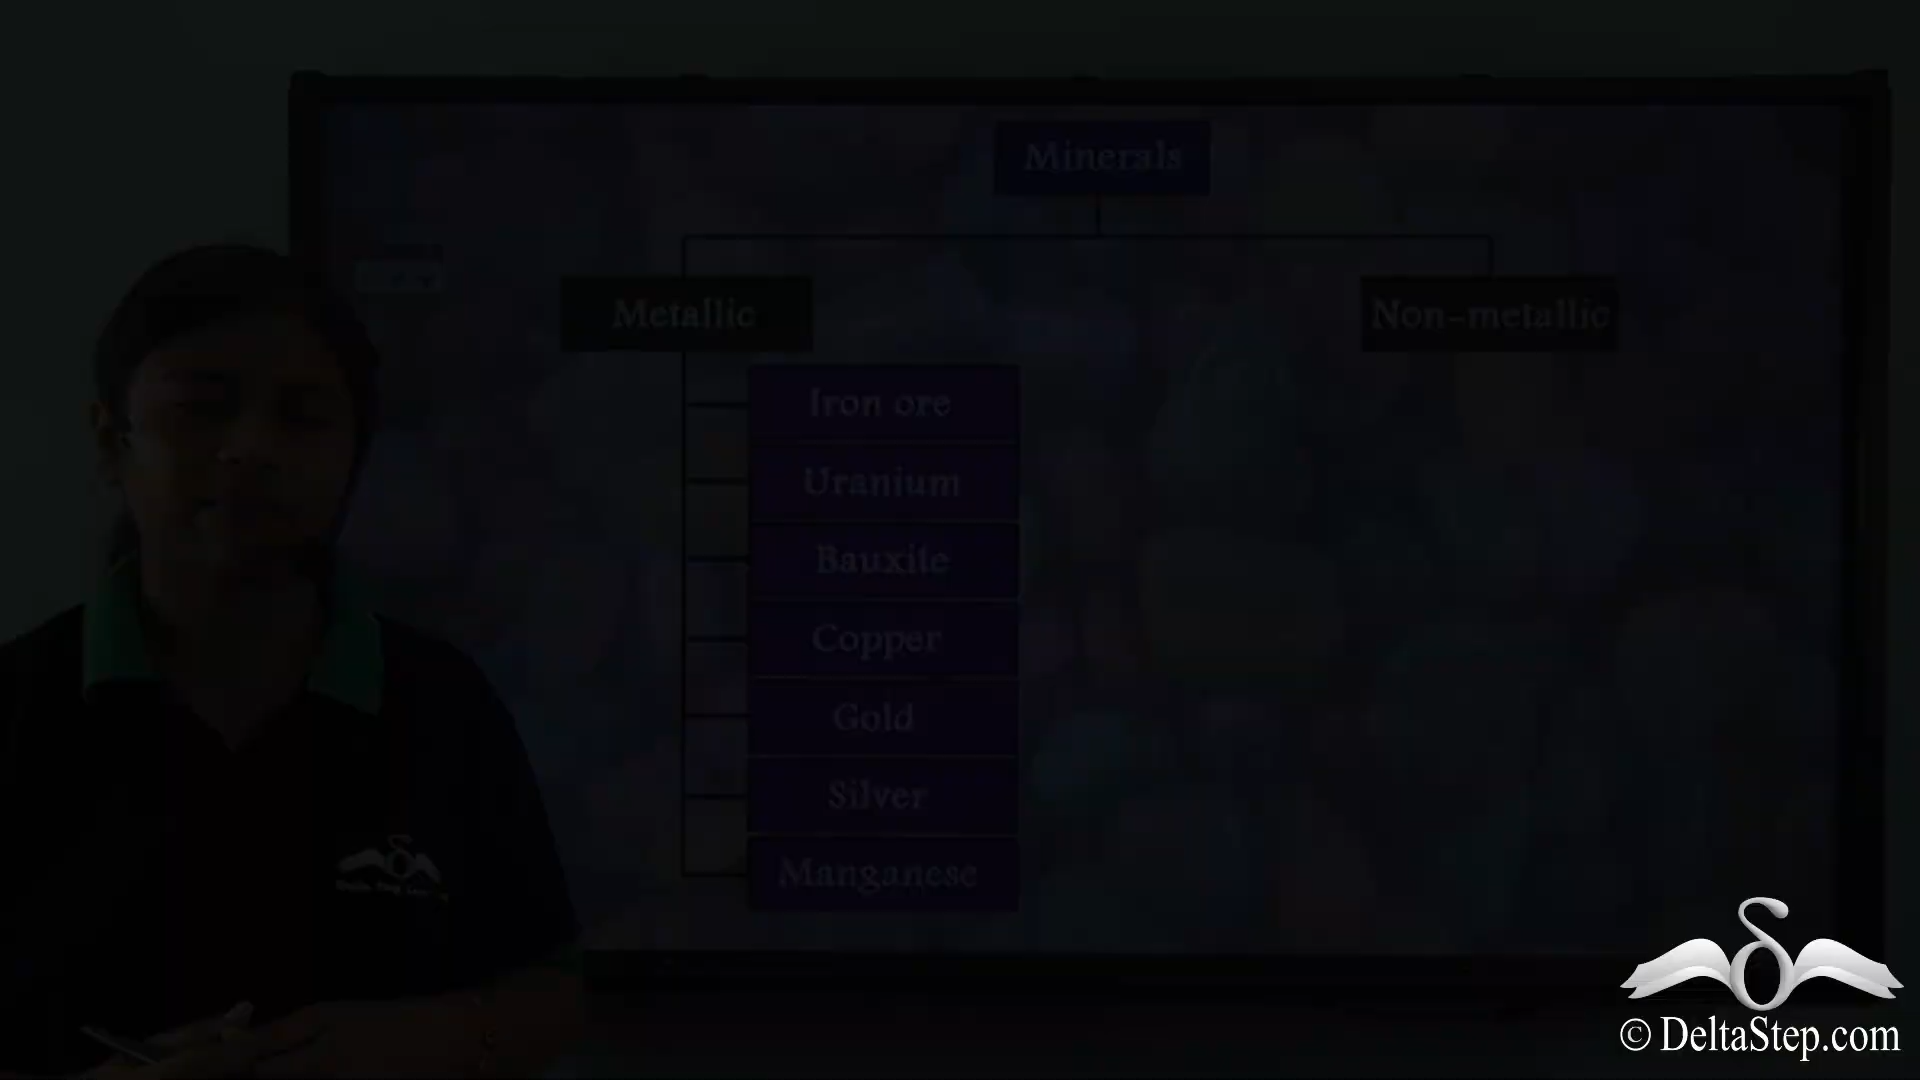 Minerals
Metallic
Non-metallic
Iron ore
Uranium
Bauxite
Copper
Gold
Silver
Manganese
© DeltaStep.com